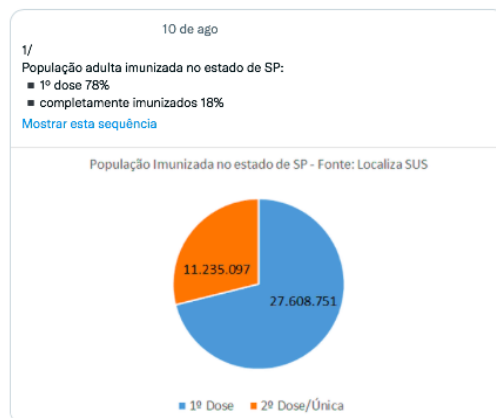 10 de ago
1/
População adulta imunizada no estado de SP:
▪ 1º dose 78%
▪ completamente imunizados 18%
Mostrar esta sequência
População Imunizada no estado de SP - Fonte: Localiza SUS
11.235.097
27.608.751
1º Dose 2º Dose/Única